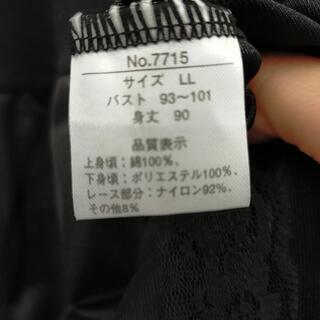 No.7715
サイズ LL
バスト 93〜101
身丈 90
品質表示
上身頃：綿100%、
下身頃：ポリエステル100%、
レース部分：ナイロン92%、
その他8%